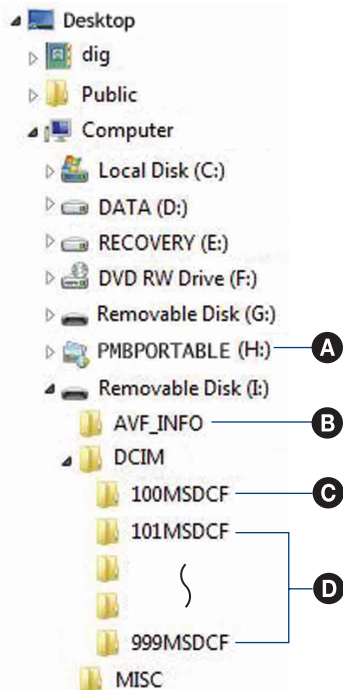 Desktop
dig
Public
Computer
Local Disk (C:)
DATA (D:)
RECOVERY (E:)
DVD RW Drive (F:)
Removable Disk (G:)
PMBPORTABLE (H:) A
Removable Disk (I:)
AVF_INFO B
DCIM
100MSDCF C
101MSDCF
D
999MSDCF
MISC